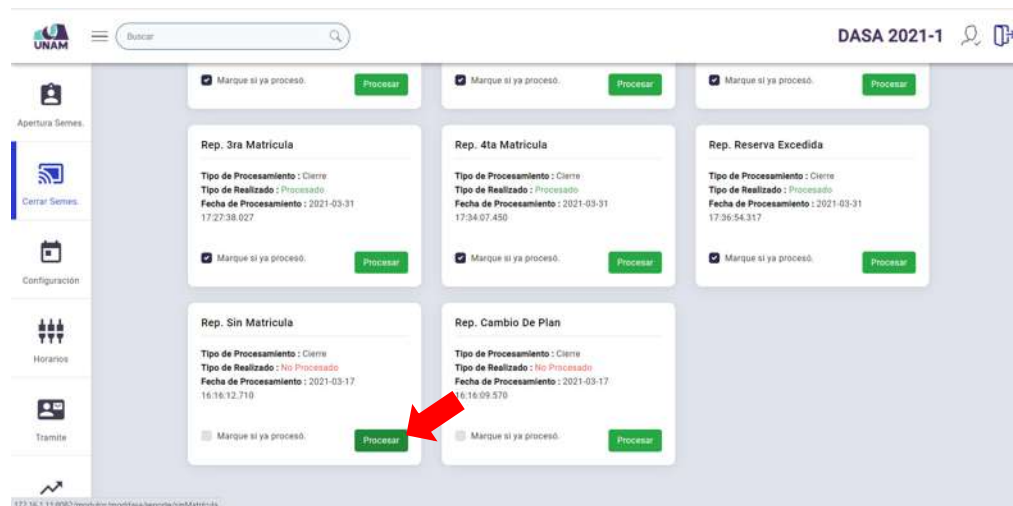 UNAM
Buscar
DASA 2021-1
Apertura Semes.
Cerrar Semes.
Configuración
Horarios
Tramite
Marque si ya procesó. Procesar
Marque si ya procesó. Procesar
Marque si ya procesó. Procesar
Rep. 3ra Matricula
Tipo de Procesamiento : Cierre
Tipo de Realizado : Procesado
Fecha de Procesamiento : 2021-03-31
17:27:38.027
Marque si ya procesó. Procesar
Rep. 4ta Matricula
Tipo de Procesamiento : Cierre
Tipo de Realizado : Procesado
Fecha de Procesamiento : 2021-03-31
17:34:07.450
Marque si ya procesó. Procesar
Rep. Reserva Excedida
Tipo de Procesamiento : Cierre
Tipo de Realizado : Procesado
Fecha de Procesamiento : 2021-03-31
17:36:54.317
Marque si ya procesó. Procesar
Rep. Sin Matricula
Tipo de Procesamiento : Cierre
Tipo de Realizado : No Procesado
Fecha de Procesamiento : 2021-03-17
16:16:12.710
Marque si ya procesó. Procesar
Rep. Cambio De Plan
Tipo de Procesamiento : Cierre
Tipo de Realizado : No Procesado
Fecha de Procesamiento : 2021-03-17
16:16:09.570
Marque si ya procesó. Procesar